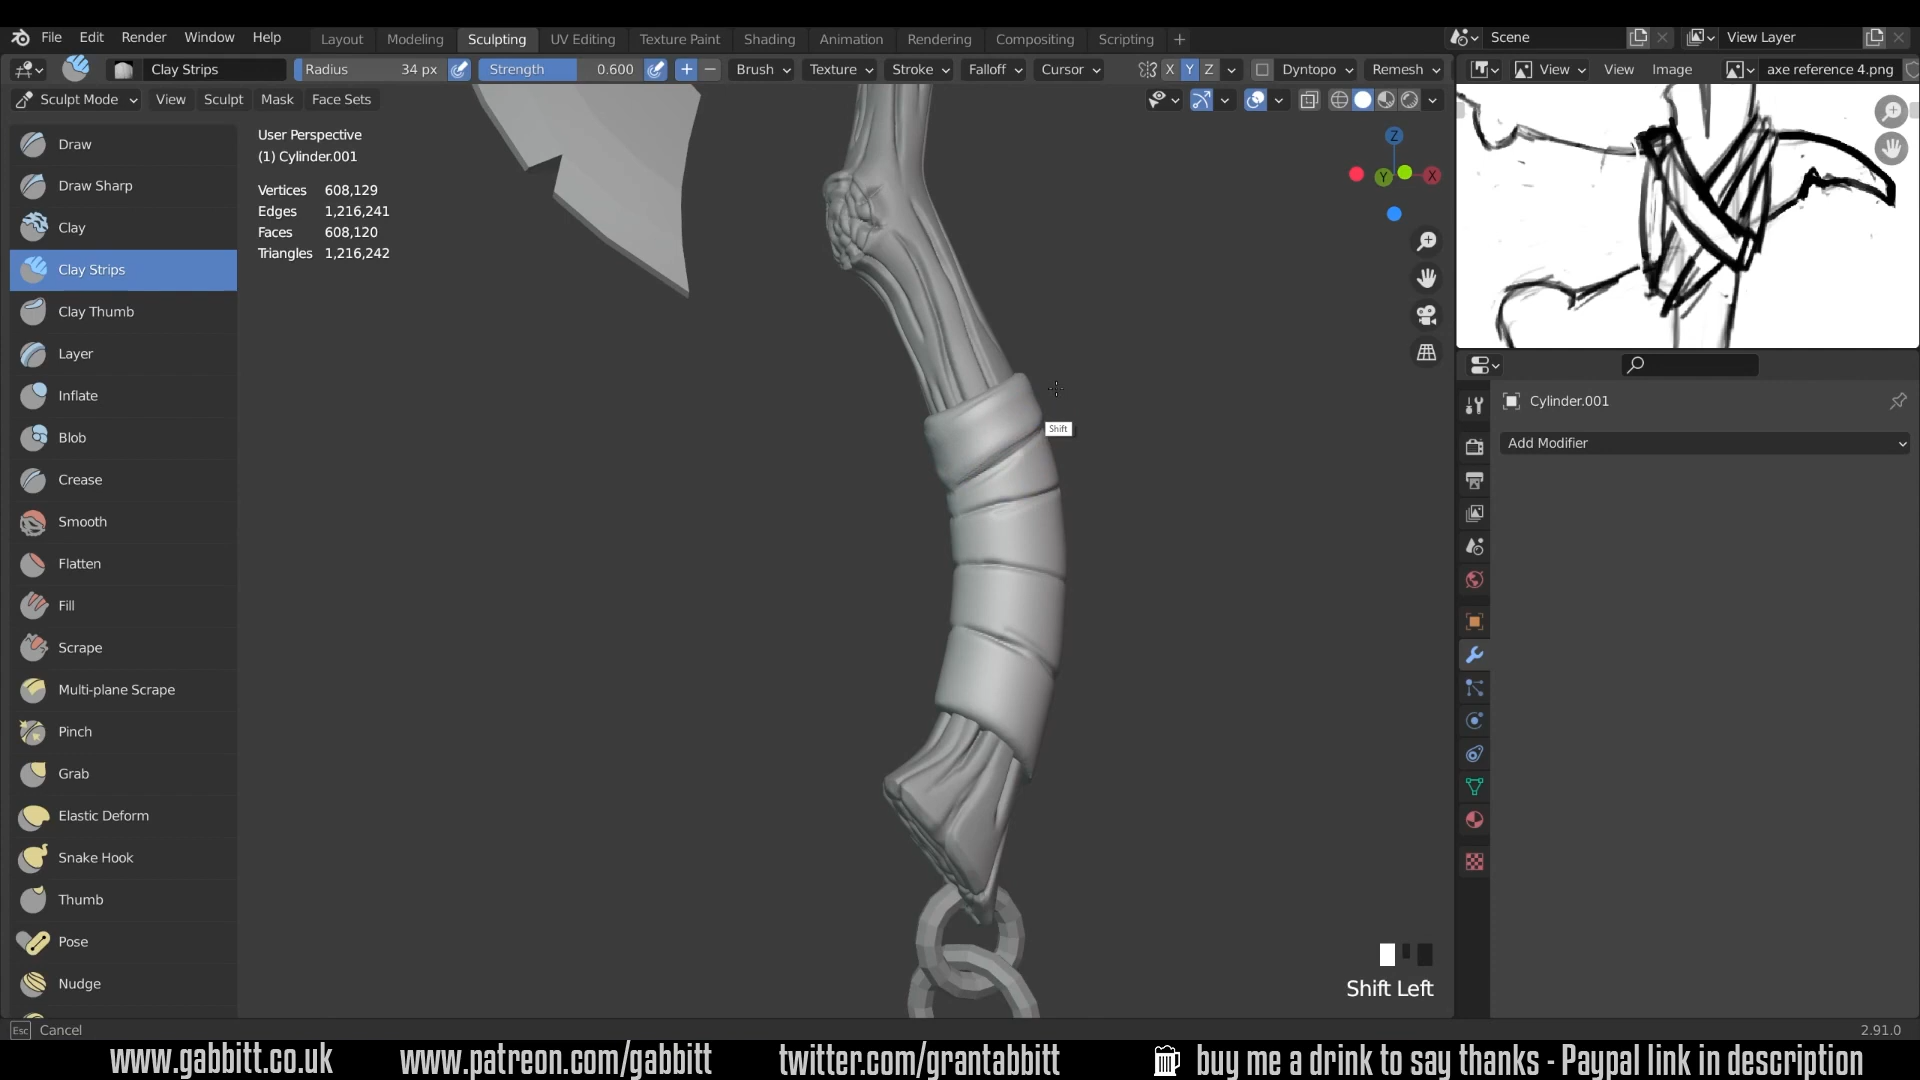 File Edit Render Window Help Layout Modeling Sculpting UV Editing Texture Paint Shading Animation Rendering Compositing Scripting + Scene View Layer
Clay Strips Radius 34 px Strength 0.600 Brush Texture Stroke Falloff Cursor X Y Z Dyntopo Remesh View View Image axe reference 4.png
Sculpt Mode View Sculpt Mask Face Sets
Draw
Draw Sharp
Clay
Clay Strips
Clay Thumb
Layer
Inflate
Blob
Crease
Smooth
Flatten
Fill
Scrape
Multi-plane Scrape
Pinch
Grab
Elastic Deform
Snake Hook
Thumb
Pose
Nudge
User Perspective
(1) Cylinder.001
Vertices 608,129
Edges 1,216,241
Faces 608,120
Triangles 1,216,242
Z
Y
X
Shift
Shift Left
Cylinder.001
Add Modifier
Esc Cancel
2.91.0
www.gabbitt.co.uk www.patreon.com/gabbitt twitter.com/grantabbitt buy me a drink to say thanks - Paypal link in description